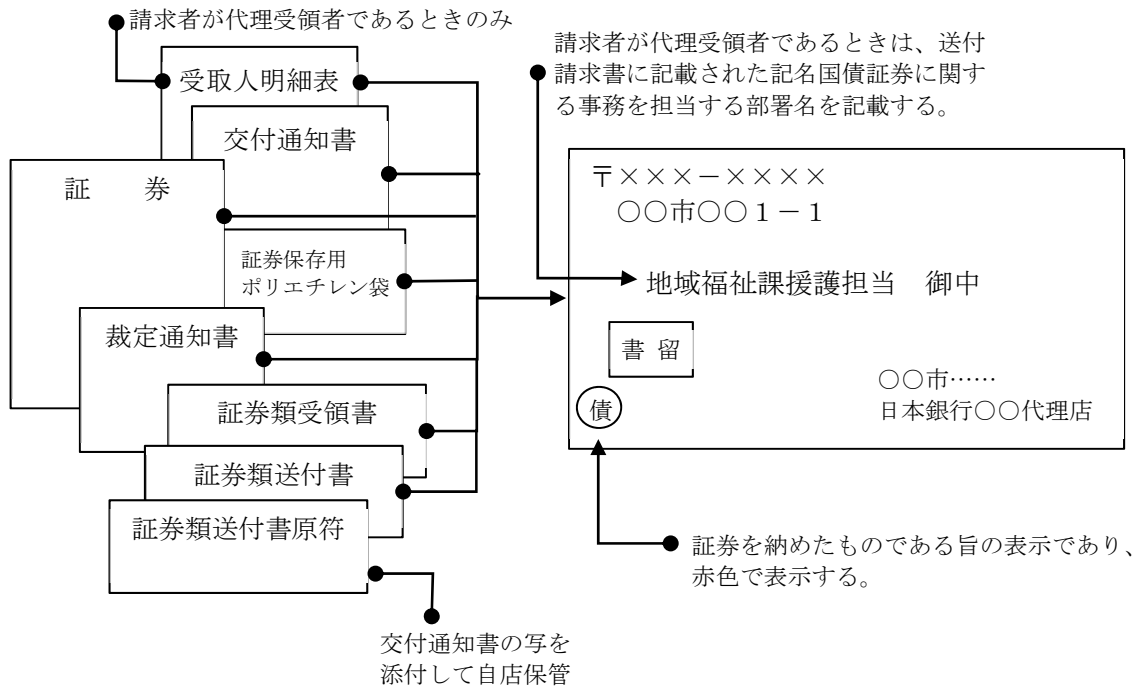 請求者が代理受領者であるときのみ
受取人明細表
交付通知書
証　　券
証券保存用
ポリエチレン袋
裁定通知書
証券類受領書
証券類送付書
証券類送付書原符
交付通知書の写を
添付して自店保管
請求者が代理受領者であるときは、送付
請求書に記載された記名国債証券に関す
る事務を担当する部署名を記載する。
〒×××－××××
○○市○○１－１
地域福祉課援護担当　御中
書 留
債
○○市……
日本銀行○○代理店
証券を納めたものである旨の表示であり、
赤色で表示する。